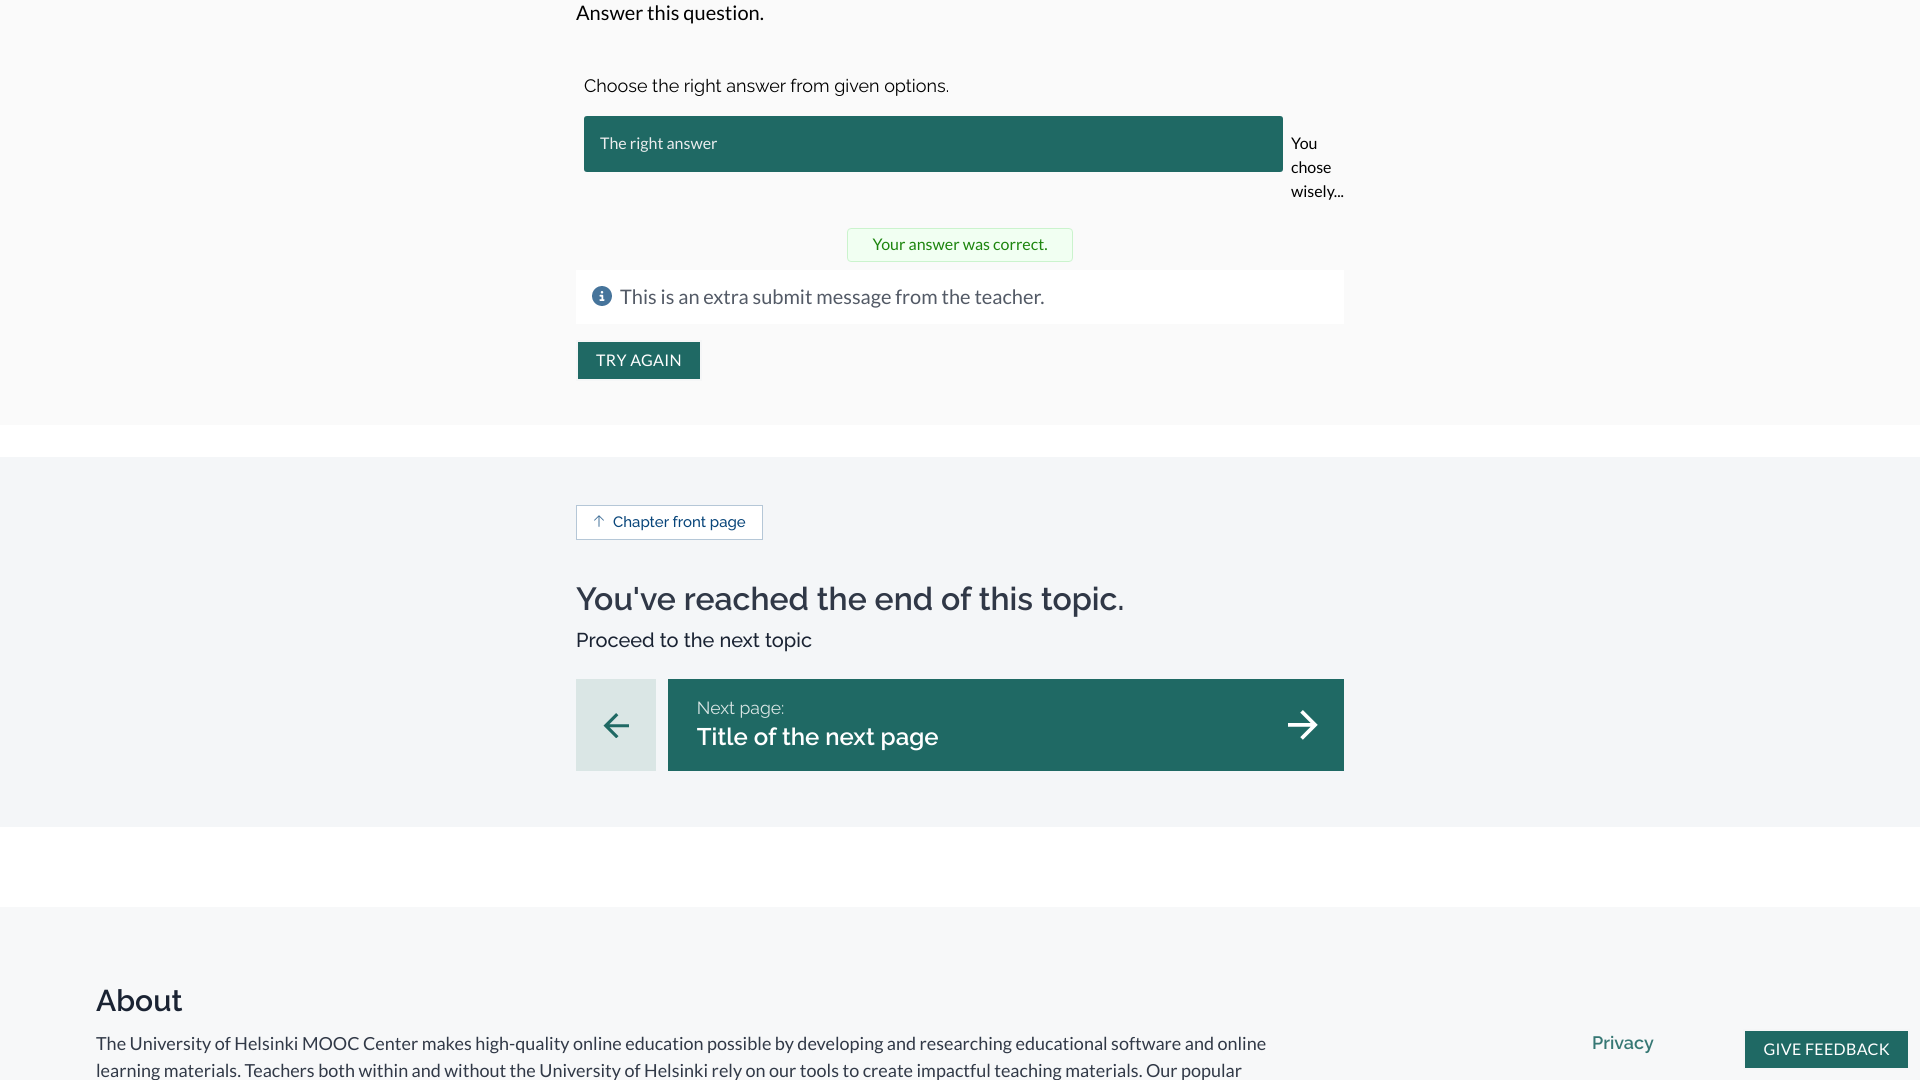 Answer this question.
Choose the right answer from given options.
The right answer
You
chose
wisely...
Your answer was correct.
This is an extra submit message from the teacher.
TRY AGAIN
Chapter front page
You've reached the end of this topic.
Proceed to the next topic
Next page:
Title of the next page
About
The University of Helsinki MOOC Center makes high-quality online education possible by developing and researching educational software and online
learning materials. Teachers both within and without the University of Helsinki rely on our tools to create impactful teaching materials. Our popular
Privacy
GIVE FEEDBACK